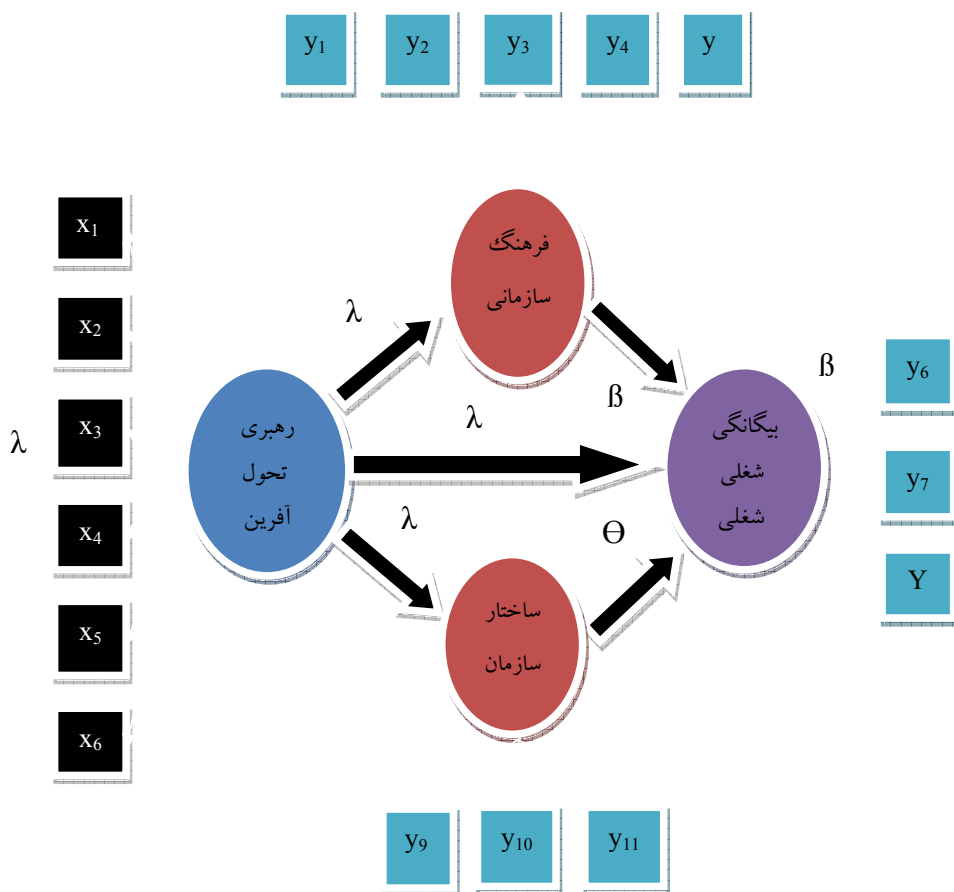 y₁ y₂ y₃ y₄ y
x₁
x₂
x₃
x₄
x₅
x₆
λ
فرهنگ
سازمانی
λ
λ
λ
رهبری
تحول
آفرین
ß
ß
Θ
بیگانگی
شغلی
شغلی
ساختار
سازمان
y₆
y₇
Y
y₉ y₁₀ y₁₁